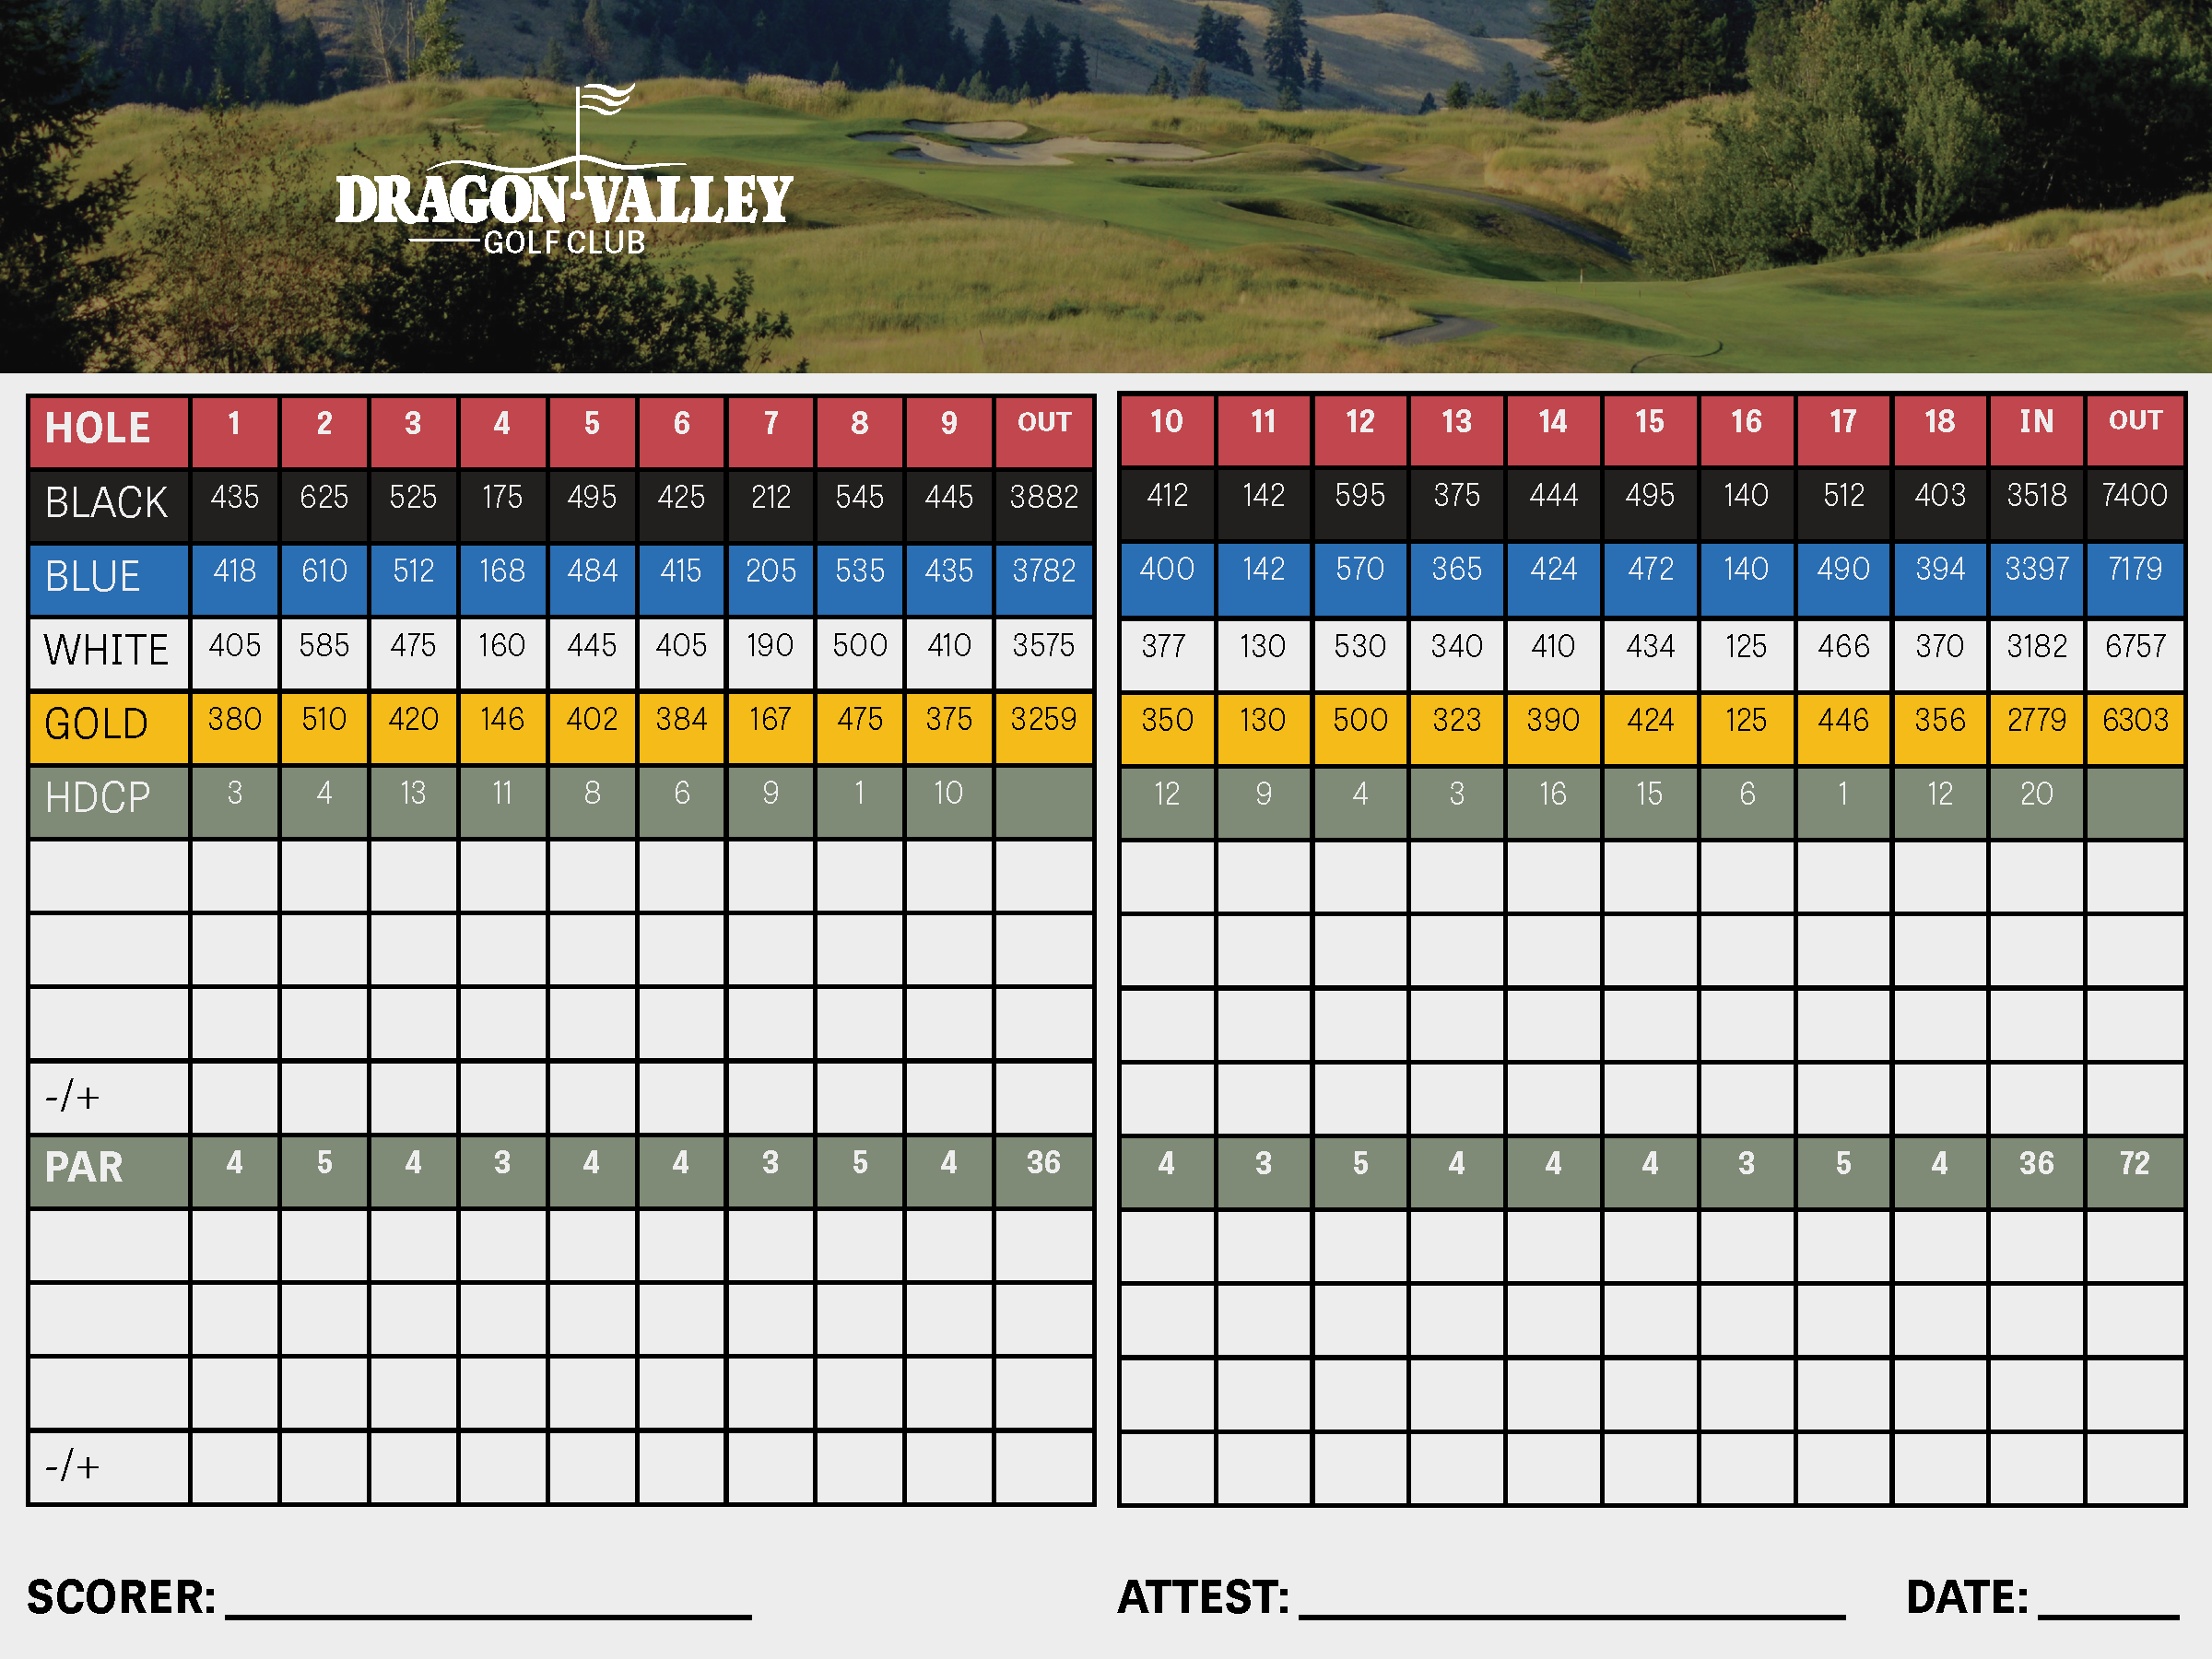 DRAGON VALLEY
GOLF CLUB
HOLE 1 2 3 4 5 6 7 8 9 OUT 10 11 12 13 14 15 16 17 18 IN OUT
BLACK 435 625 525 175 495 425 212 545 445 3882 412 142 595 375 444 495 140 512 403 3518 7400
BLUE 418 610 512 168 484 415 205 535 435 3782 400 142 570 365 424 472 140 490 394 3397 7179
WHITE 405 585 475 160 445 405 190 500 410 3575 377 130 530 340 410 434 125 466 370 3182 6757
GOLD 380 510 420 146 402 384 167 475 375 3259 350 130 500 323 390 424 125 446 356 2779 6303
HDCP 3 4 13 11 8 6 9 1 10 12 9 4 3 16 15 6 1 12 20
-/+
PAR 4 5 4 3 4 4 3 5 4 36 4 3 5 4 4 4 3 5 4 36 72
-/+
SCORER: ATTEST: DATE: